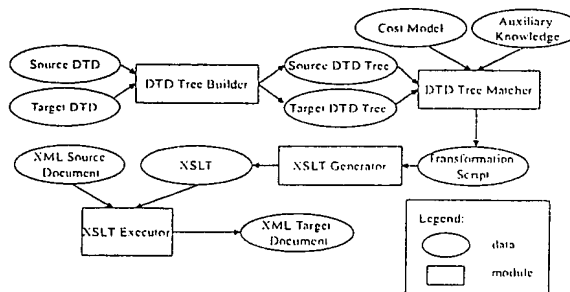 Cost Model
Auxiliary
Knowledge
Source DTD
Target DTD
DTD Tree Builder
Source DTD Tree
Target DTD Tree
DTD Tree Matcher
XML Source
Document
XSLT
XSLT Generator
Transformation
Script
XSLT Executor
XML Target
Document
Legend:
data
module